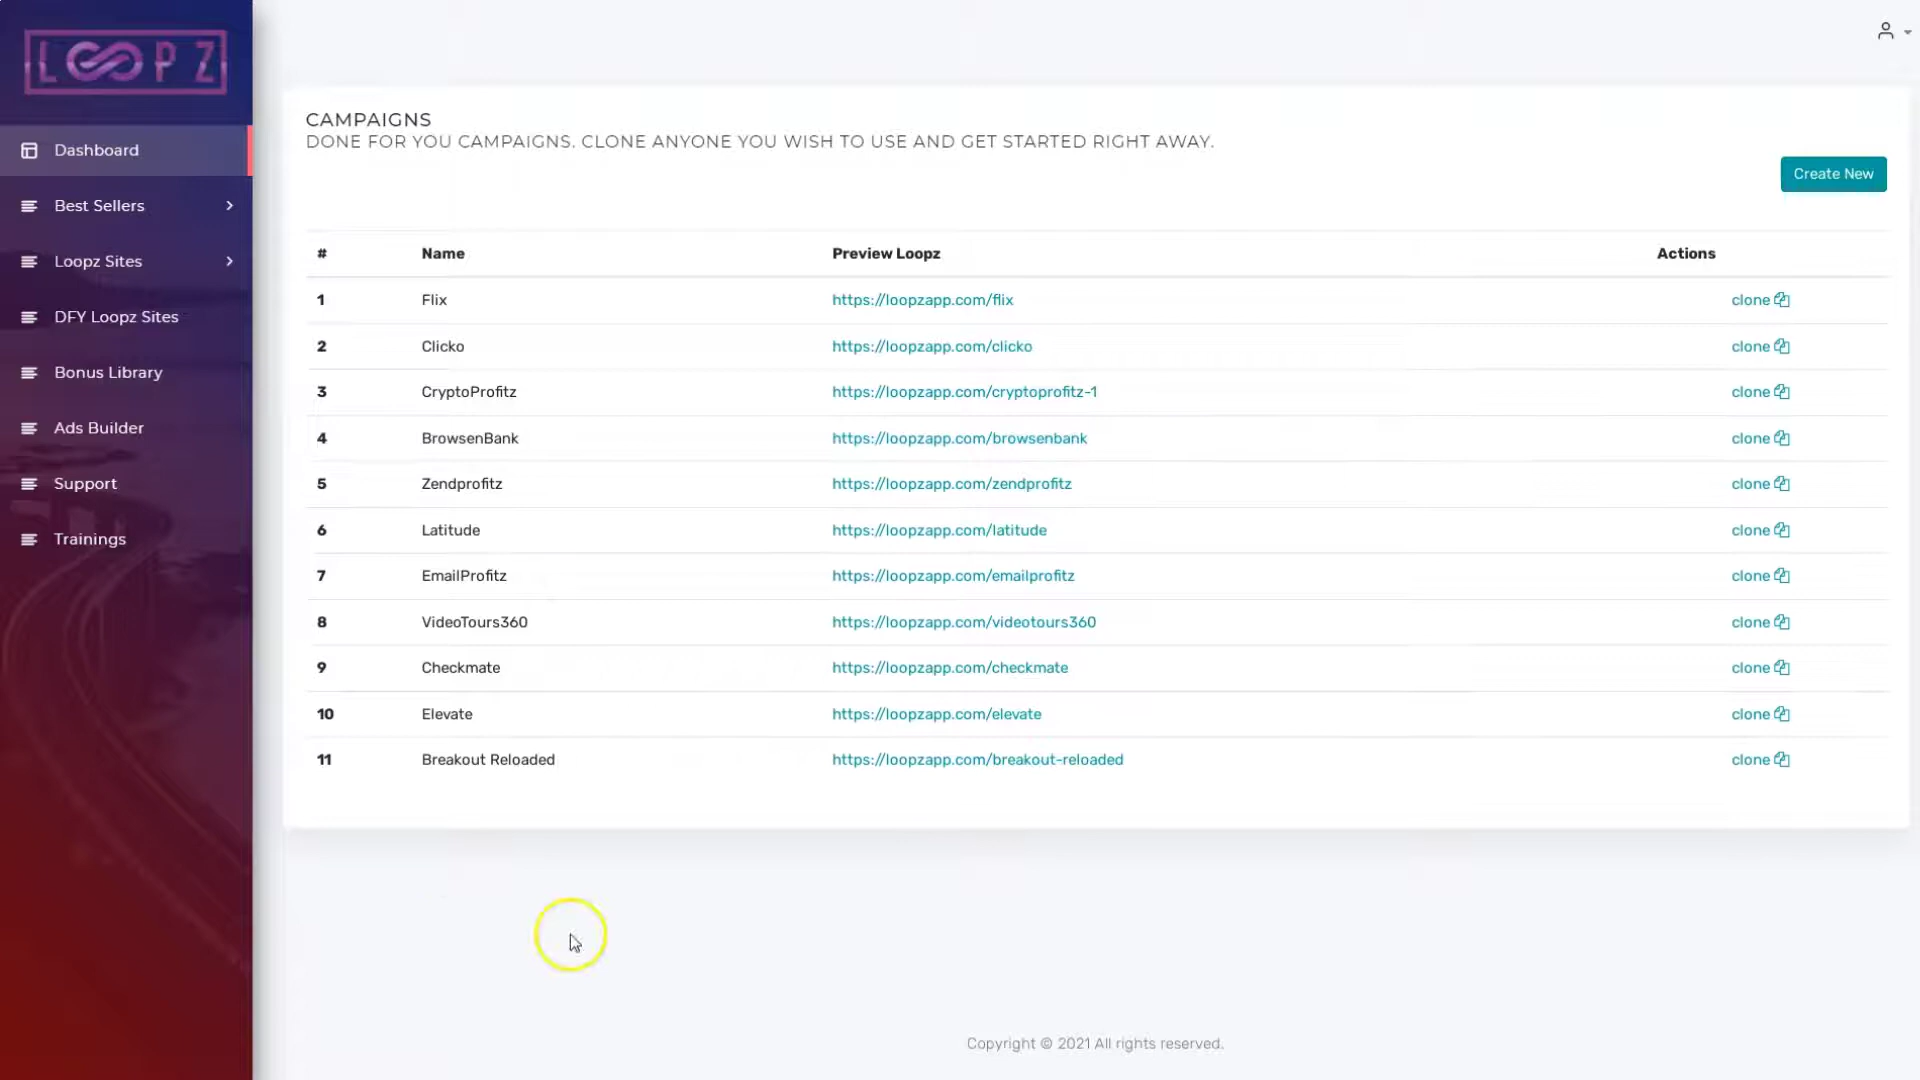 LOOPZ
Dashboard
Best Sellers
Loopz Sites
DFY Loopz Sites
Bonus Library
Ads Builder
Support
Trainings
CAMPAIGNS
DONE FOR YOU CAMPAIGNS. CLONE ANYONE YOU WISH TO USE AND GET STARTED RIGHT AWAY.
Create New
# Name Preview Loopz Actions
1 Flix https://loopzapp.com/flix clone
2 Clicko https://loopzapp.com/clicko clone
3 CryptoProfitz https://loopzapp.com/cryptoprofitz-1 clone
4 BrowsenBank https://loopzapp.com/browsenbank clone
5 Zendprofitz https://loopzapp.com/zendprofitz clone
6 Latitude https://loopzapp.com/latitude clone
7 EmailProfitz https://loopzapp.com/emailprofitz clone
8 VideoTours360 https://loopzapp.com/videotours360 clone
9 Checkmate https://loopzapp.com/checkmate clone
10 Elevate https://loopzapp.com/elevate clone
11 Breakout Reloaded https://loopzapp.com/breakout-reloaded clone
Copyright © 2021 All rights reserved.